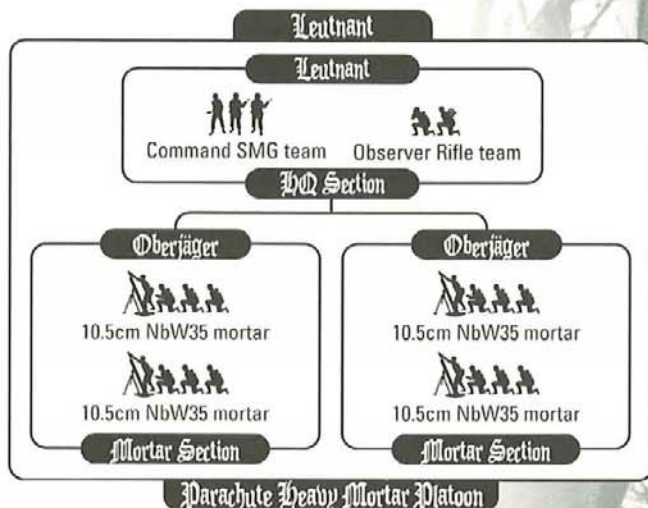 Leutnant
Leutnant
Command SMG team
Observer Rifle team
HQ Section
Oberjäger
10.5cm NbW35 mortar
10.5cm NbW35 mortar
Mortar Section
Oberjäger
10.5cm NbW35 mortar
10.5cm NbW35 mortar
Mortar Section
Parachute Heavy Mortar Platoon